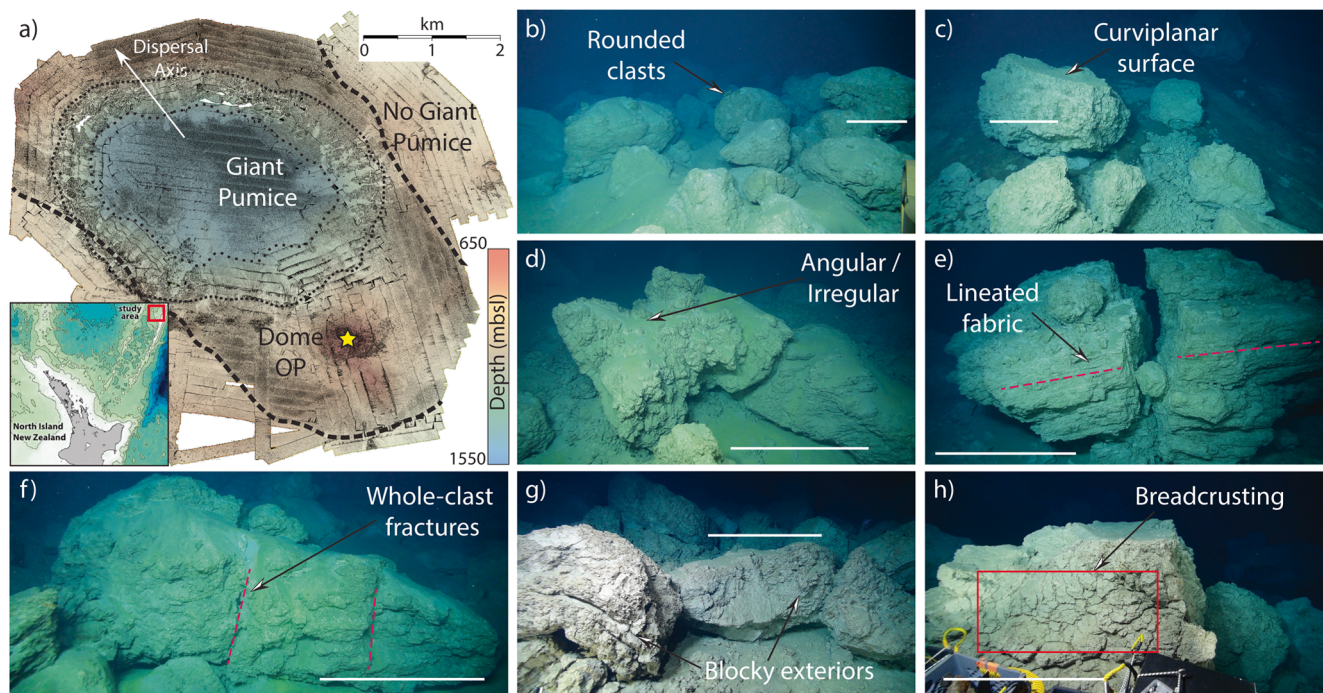 a)
km
0 1 2
Dispersal
Axis
No Giant
Pumice
Giant
Pumice
650
Depth (mbsl)
1550
Dome
OP
study
area
North Island
New Zealand
b)
Rounded
clasts
c)
Curviplanar
surface
d)
Angular /
Irregular
e)
Lineated
fabric
f)
Whole-clast
fractures
g)
Blocky exteriors
h)
Breadcrusting